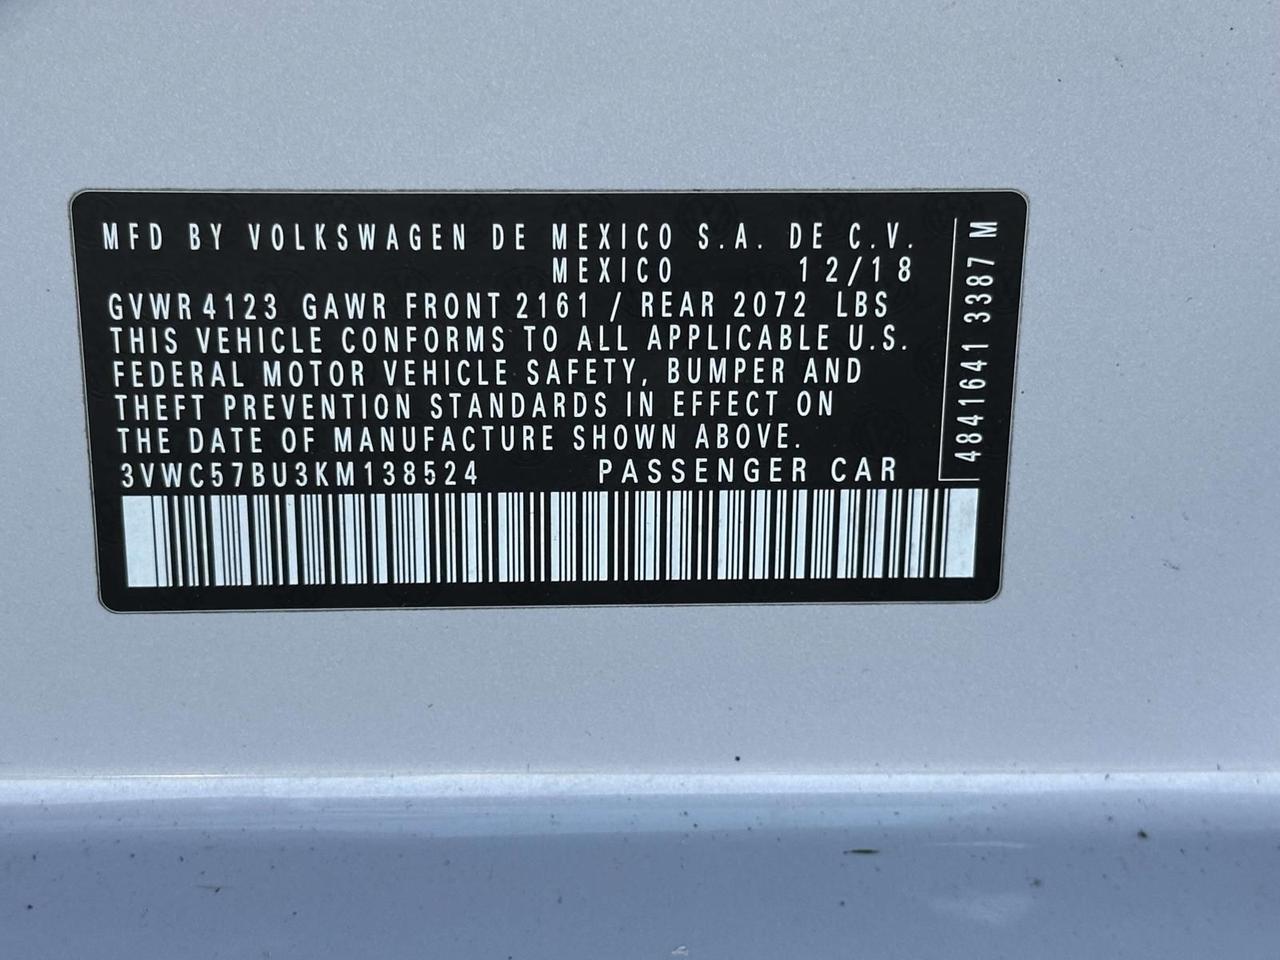 MFD BY VOLKSWAGEN DE MEXICO S.A. DE C.V.
MEXICO 12/18
GVWR 4123 GAWR FRONT 2161 / REAR 2072 LBS
THIS VEHICLE CONFORMS TO ALL APPLICABLE U.S.
FEDERAL MOTOR VEHICLE SAFETY, BUMPER AND
THEFT PREVENTION STANDARDS IN EFFECT ON
THE DATE OF MANUFACTURE SHOWN ABOVE.
3VWC57BU3KM138524 PASSENGER CAR
4841641 3387 M